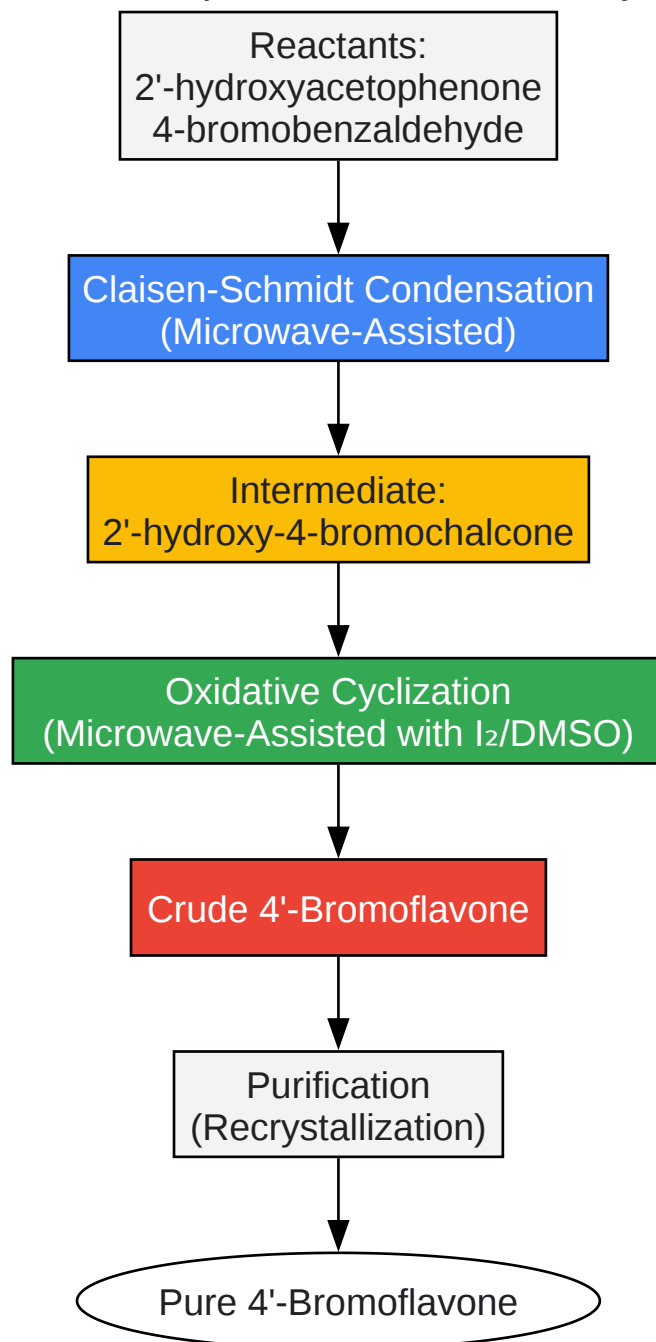 Reactants:
2'-hydroxyacetophenone
4-bromobenzaldehyde
Claisen-Schmidt Condensation
(Microwave-Assisted)
Intermediate:
2'-hydroxy-4-bromochalcone
Oxidative Cyclization
(Microwave-Assisted with I₂/DMSO)
Crude 4'-Bromoflavone
Purification
(Recrystallization)
Pure 4'-Bromoflavone